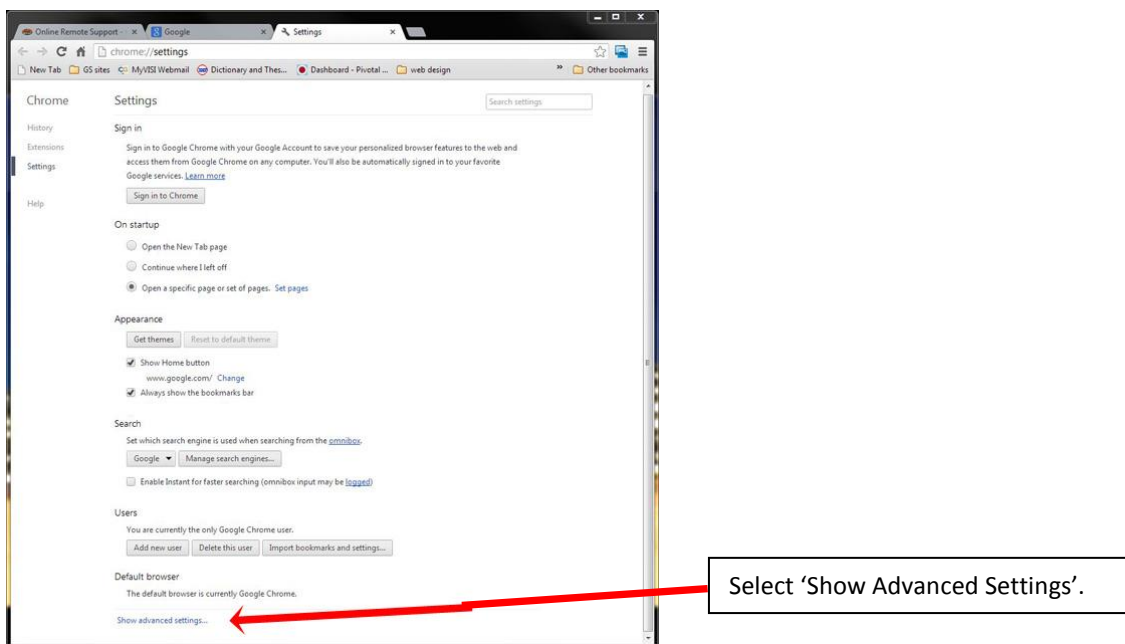 Online Remote Support -
Google
Settings
chrome://settings
New Tab GS sites MyVISI Webmail Dictionary and Thes... Dashboard - Pivotal ... web design » Other bookmarks
Chrome
History
Extensions
Settings
Help
Settings
Search settings
Sign in
Sign in to Google Chrome with your Google Account to save your personalized browser features to the web and
access them from Google Chrome on any computer. You'll also be automatically signed in to your favorite
Google services. Learn more
Sign in to Chrome
On startup
Open the New Tab page
Continue where I left off
Open a specific page or set of pages. Set pages
Appearance
Get themes Reset to default theme
Show Home button
www.google.com/ Change
Always show the bookmarks bar
Search
Set which search engine is used when searching from the omnibox.
Google Manage search engines...
Enable Instant for faster searching (omnibox input may be logged)
Users
You are currently the only Google Chrome user.
Add new user Delete this user Import bookmarks and settings...
Default browser
The default browser is currently Google Chrome.
Show advanced settings...
Select ‘Show Advanced Settings’.